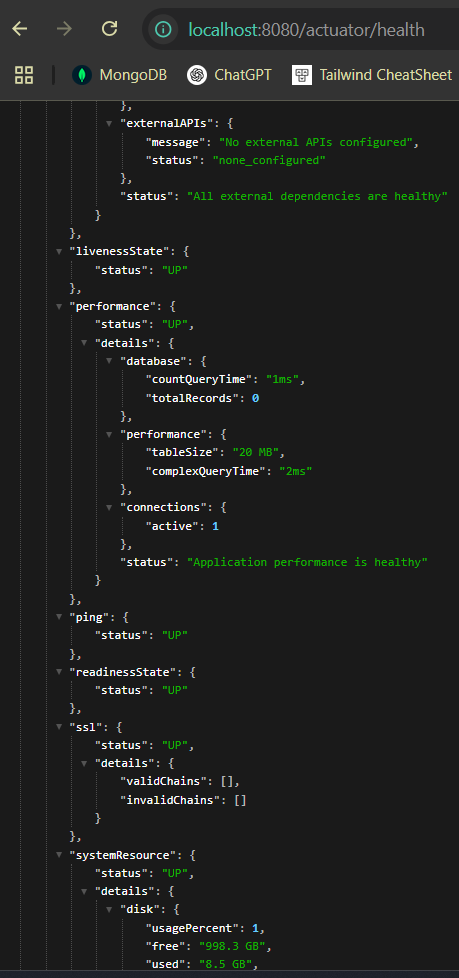 localhost:8080/actuator/health
MongoDB ChatGPT Tailwind CheatSheet
},
"externalAPIs": {
"message": "No external APIs configured",
"status": "none_configured"
},
"status": "All external dependencies are healthy"
}
},
"livenessState": {
"status": "UP"
},
"performance": {
"status": "UP",
"details": {
"database": {
"countQueryTime": "1ms",
"totalRecords": 0
},
"performance": {
"tableSize": "20 MB",
"complexQueryTime": "2ms"
},
"connections": {
"active": 1
},
"status": "Application performance is healthy"
}
},
"ping": {
"status": "UP"
},
"readinessState": {
"status": "UP"
},
"ssl": {
"status": "UP",
"details": {
"validChains": [],
"invalidChains": []
}
},
"systemResource": {
"status": "UP",
"details": {
"disk": {
"usagePercent": 1,
"free": "998.3 GB",
"used": "8.5 GB",